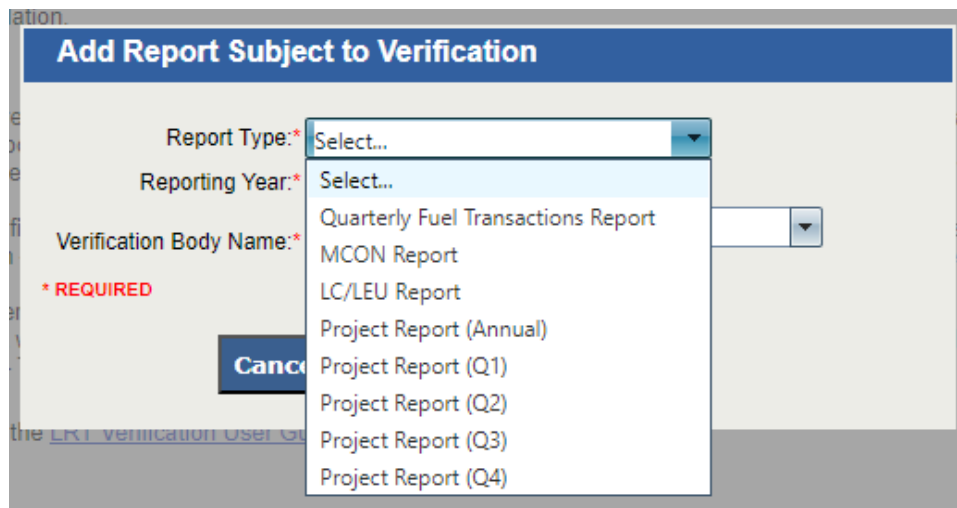 lation.
Add Report Subject to Verification
Report Type:* Select...
Reporting Year:* Select...
Quarterly Fuel Transactions Report
Verification Body Name:*
MCON Report
* REQUIRED
LC/LEU Report
Project Report (Annual)
Cance
Project Report (Q1)
Project Report (Q2)
the LRT Verification User Gu
Project Report (Q3)
Project Report (Q4)